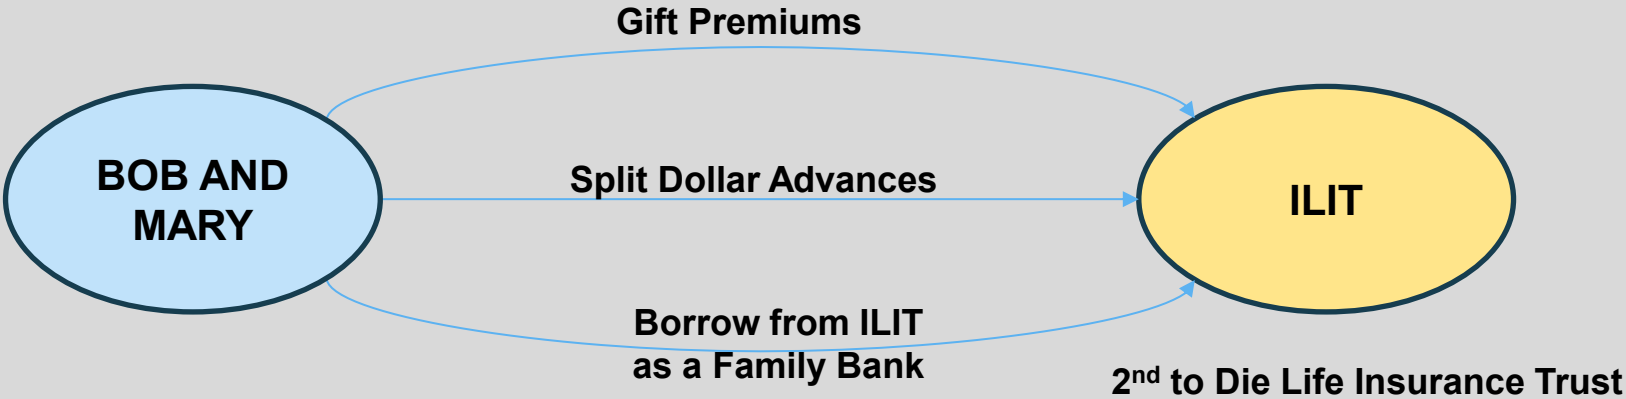 Gift Premiums
BOB AND
MARY
Split Dollar Advances
ILIT
Borrow from ILIT
as a Family Bank
2nd to Die Life Insurance Trust